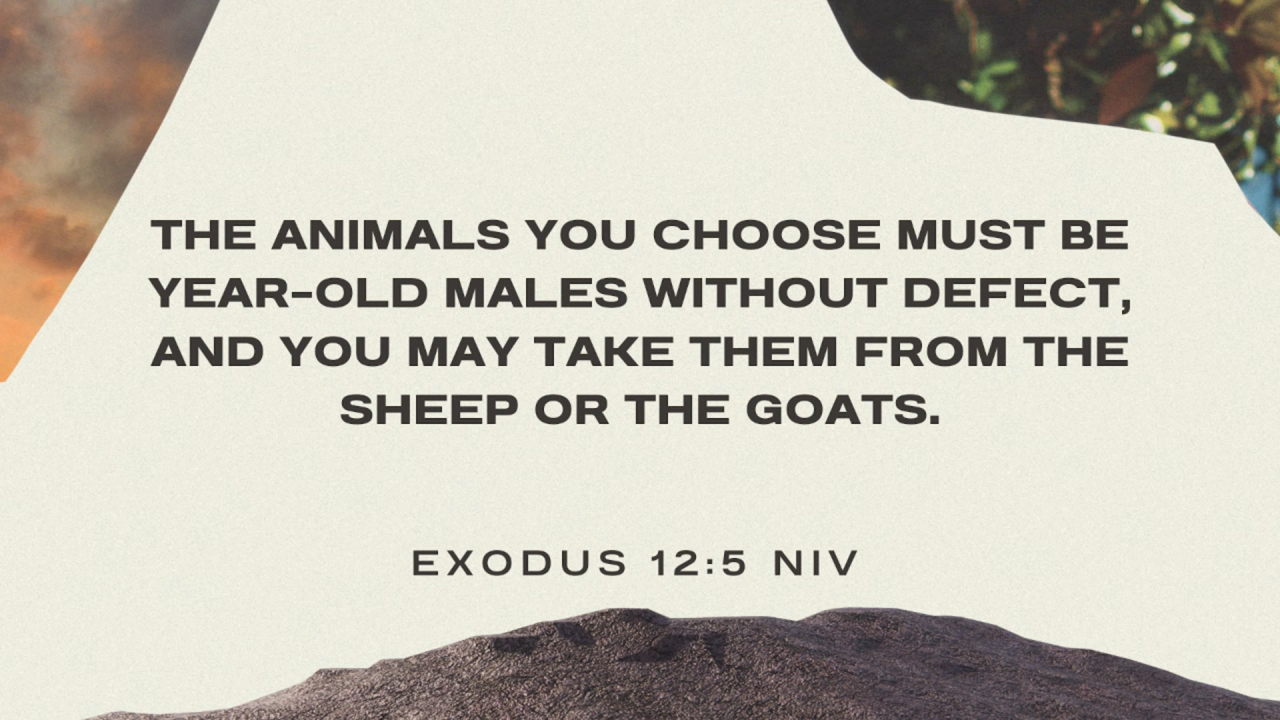 THE ANIMALS YOU CHOOSE MUST BE
YEAR-OLD MALES WITHOUT DEFECT,
AND YOU MAY TAKE THEM FROM THE
SHEEP OR THE GOATS.
EXODUS 12:5 NIV